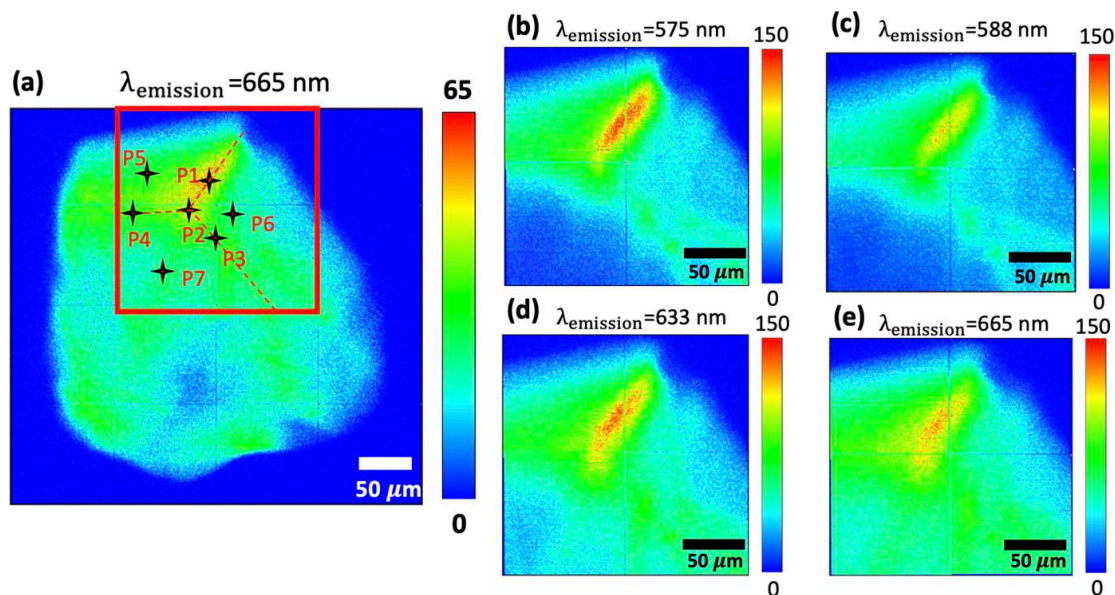 (a)
λemission=665 nm
65
0
P5
P1
P4
P2
P6
P3
P7
50 μm
(b)
λemission=575 nm
150
0
50 μm
(c)
λemission=588 nm
150
0
50 μm
(d)
λemission=633 nm
150
0
50 μm
(e)
λemission=665 nm
150
0
50 μm